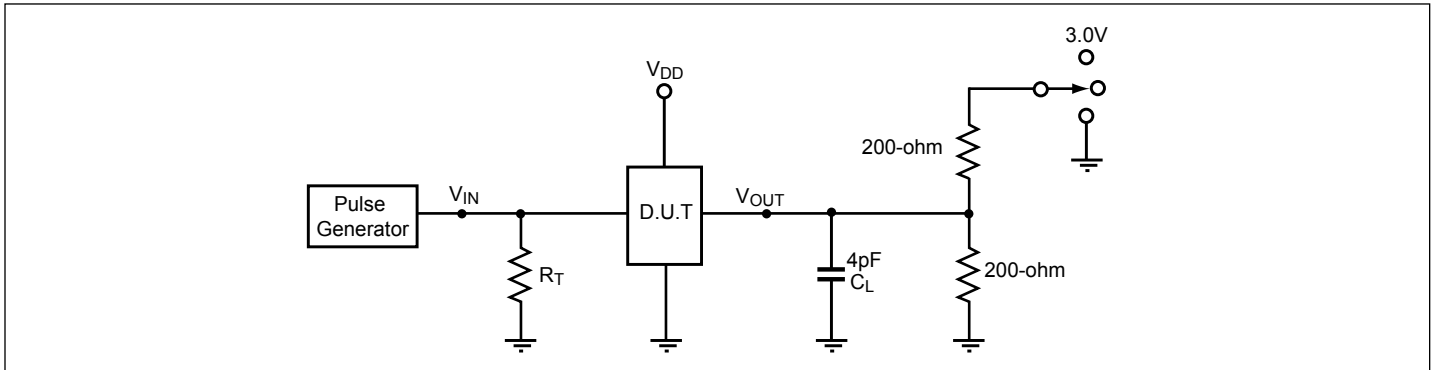 3.0V
VDD
200-ohm
Pulse
Generator
VIN
D.U.T
VOUT
RT
4pF
CL
200-ohm